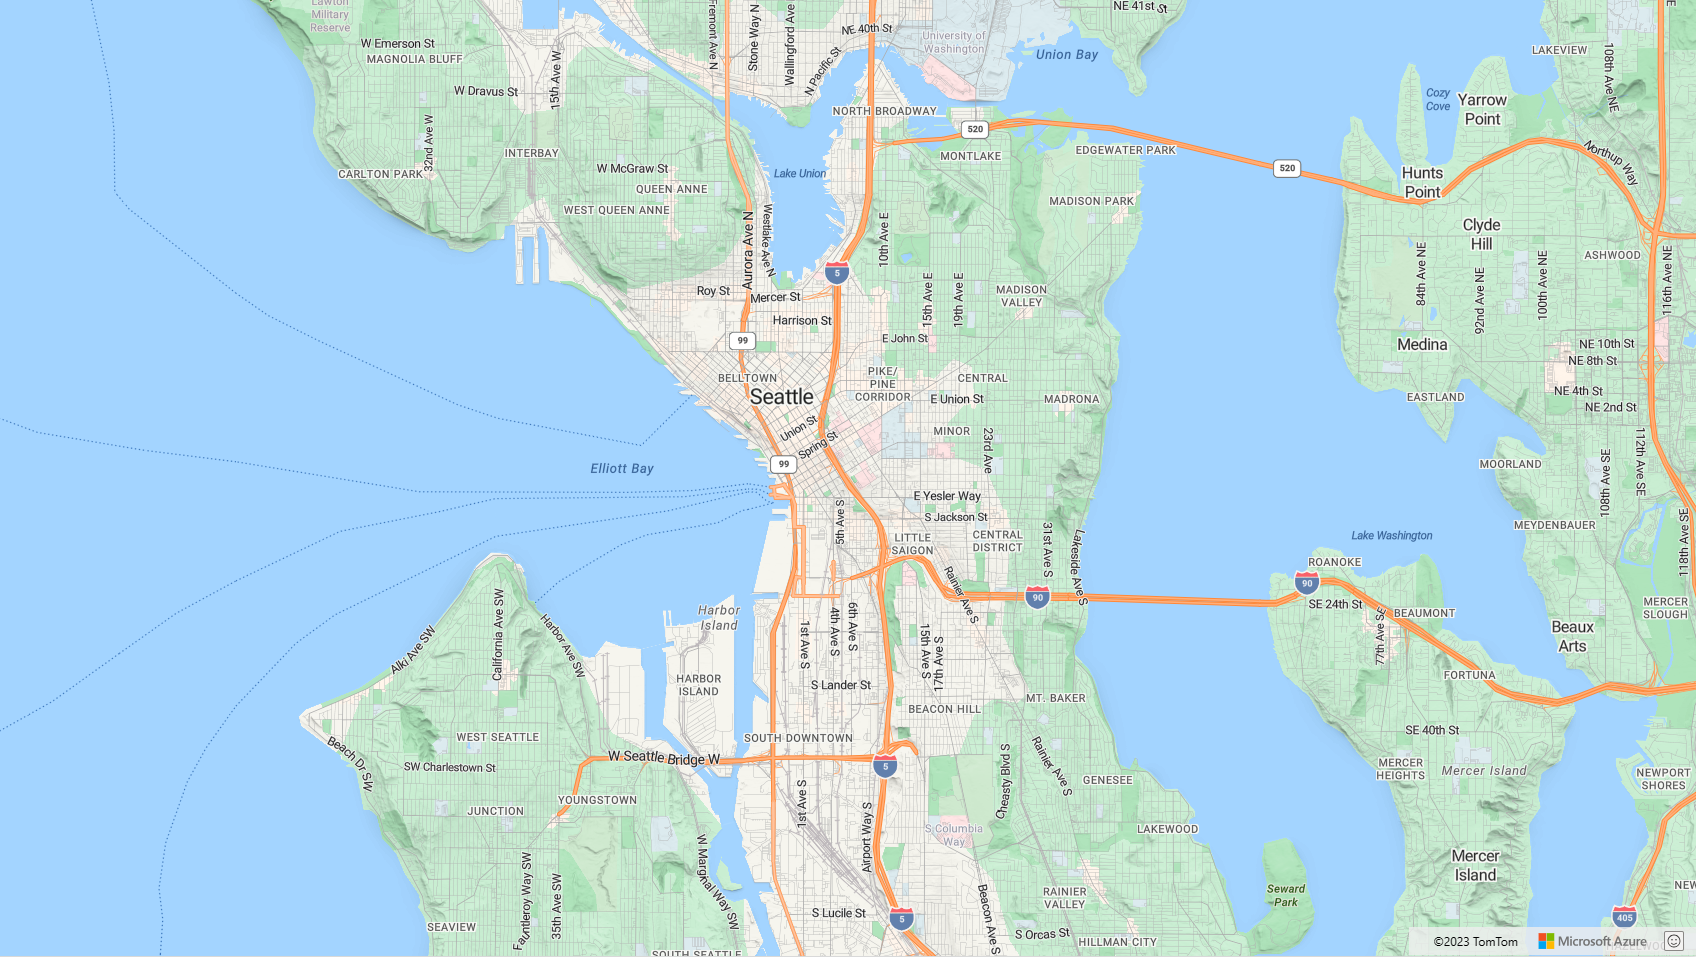 Lawton
Military
Reserve
W Emerson St
MAGNOLIA BLUFF
W Dravus St
15th Ave W
32nd Ave W
INTERBAY
CARLTON PARK
W McGraw St
QUEEN ANNE
WEST QUEEN ANNE
Fremont Ave N
Stone Way N
Wallingford Ave
N Pacific St
NE 40th St
University of
Washington
NE 41st St
Union Bay
NORTH BROADWAY
520
MONTLAKE
EDGEWATER PARK
520
MADISON PARK
Lake Union
Westlake Ave N
Aurora Ave N
10th Ave E
5
Roy St
Mercer St
Harrison St
99
15th Ave E
19th Ave E
MADISON
VALLEY
E John St
BELLTOWN
Seattle
PIKE/
PINE
CORRIDOR
CENTRAL
E Union St
MADRONA
Union St
Spring St
MINOR
23rd Ave
99
Elliott Bay
E Yesler Way
S Jackson St
5th Ave S
LITTLE
SAIGON
CENTRAL
DISTRICT
31st Ave S
Lakeside Ave S
Rainier Ave S
90
LAKEVIEW
108th Ave NE
Cozy
Cove
Yarrow
Point
Hunts
Point
Northup Way
Clyde
Hill
ASHWOOD
84th Ave NE
92nd Ave NE
100th Ave NE
116th Ave NE
Medina
NE 10th St
NE 8th St
NE 4th St
NE 2nd St
EASTLAND
MOORLAND
108th Ave SE
112th Ave SE
MEYDENBAUER
118th Ave SE
Lake Washington
ROANOKE
90
SE 24th St
BEAUMONT
77th Ave SE
MERCER
SLOUGH
Beaux
Arts
FORTUNA
SE 40th St
MERCER
HEIGHTS
Mercer Island
NEWPORT
SHORES
Mercer
Island
405
Harbor
Island
California Ave SW
Harbor Ave SW
Alki Ave SW
HARBOR
ISLAND
1st Ave S
4th Ave S
6th Ave S
15th Ave S
17th Ave S
S Lander St
BEACON HILL
MT. BAKER
WEST SEATTLE
Beach Dr SW
SW Charlestown St
W Seattle Bridge W
SOUTH DOWNTOWN
5
Cheasty Blvd S
Rainier Ave S
GENESEE
JUNCTION
YOUNGSTOWN
1st Ave S
Airport Way S
S Columbia
Way
LAKEWOOD
W Marginal Way SW
Fauntleroy Way SW
35th Ave SW
SEAVIEW
SOUTH SEATTLE
S Lucile St
5
Beacon Ave S
RAINIER
VALLEY
S Orcas St
HILLMAN CITY
Seward
Park
©2023 TomTom
Microsoft Azure